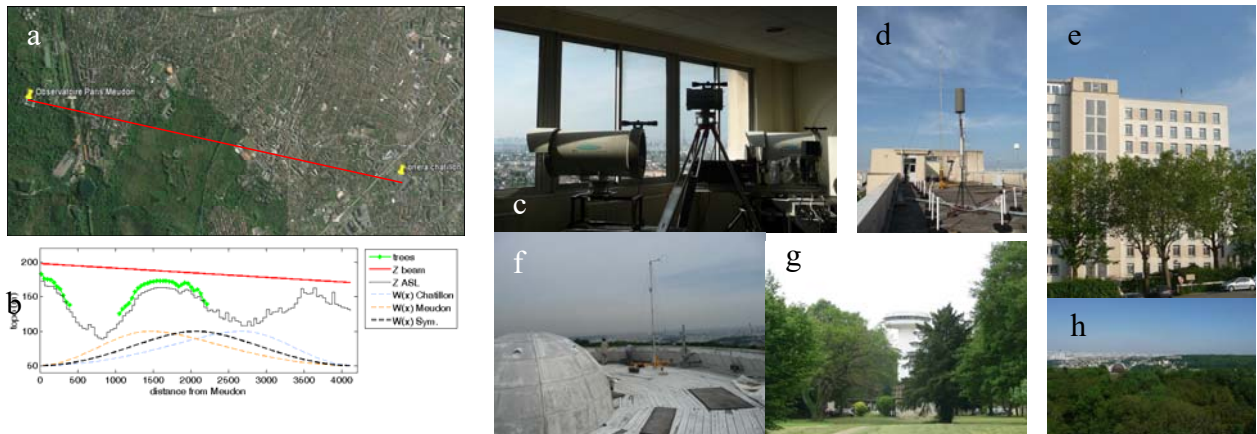 a
Observatoire Paris Meudon
onera chatillon
b
200
150
100
60
0 500 1000 1500 2000 2500 3000 3500 4000
distance from Meudon
trees
Z beam
Z ASL
W(x) Chatillon
W(x) Meudon
W(x) Sym.
c
d
e
f
g
h